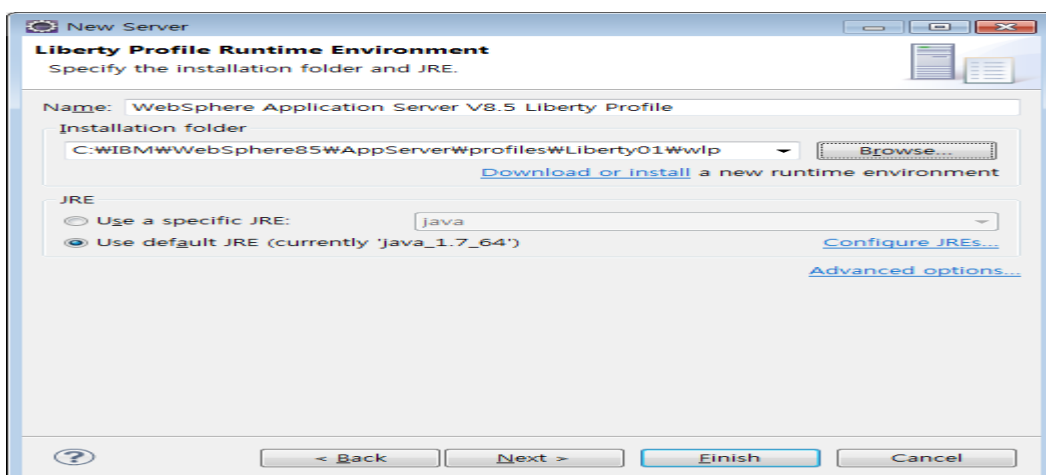 New Server
Liberty Profile Runtime Environment
Specify the installation folder and JRE.
Name: WebSphere Application Server V8.5 Liberty Profile
Installation folder
C:₩IBM₩WebSphere85₩AppServer₩profiles₩Liberty01₩wlp Browse...
Download or install a new runtime environment
JRE
Use a specific JRE: java
Use default JRE (currently 'java_1.7_64') Configure JREs...
Advanced options...
? < Back Next > Finish Cancel